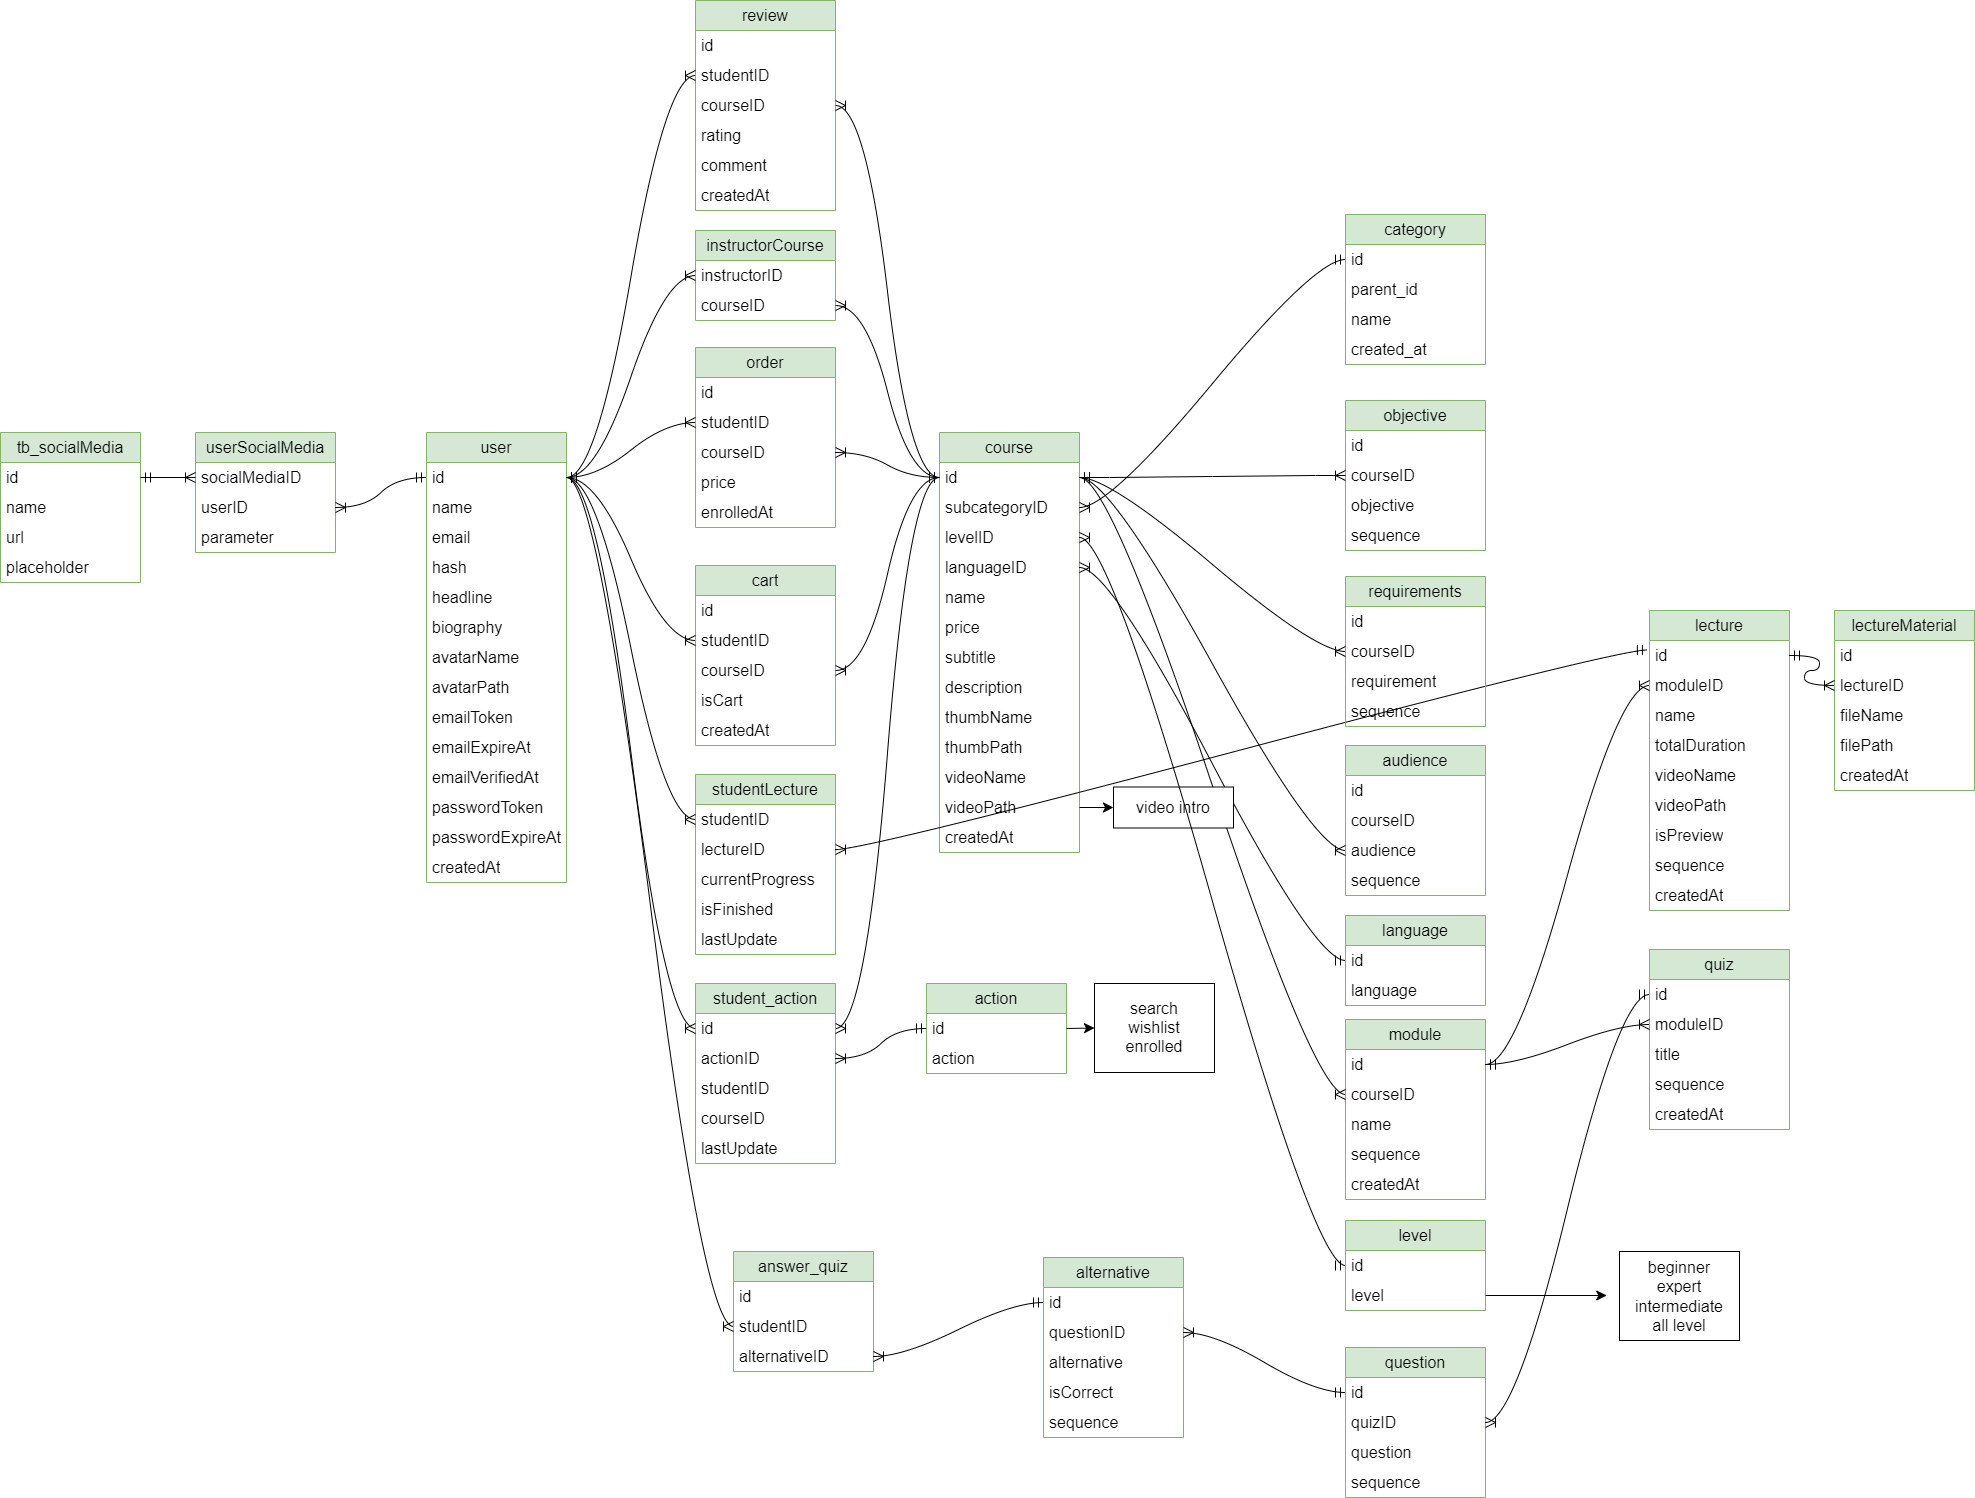 review
id
studentID
courseID
rating
comment
createdAt
instructorCourse
instructorID
courseID
order
id
studentID
courseID
price
enrolledAt
tb_socialMedia
id
name
url
placeholder
userSocialMedia
socialMediaID
userID
parameter
user
id
name
email
hash
headline
biography
avatarName
avatarPath
emailToken
emailExpireAt
emailVerifiedAt
passwordToken
passwordExpireAt
createdAt
cart
id
studentID
courseID
isCart
createdAt
studentLecture
studentID
lectureID
currentProgress
isFinished
lastUpdate
student_action
id
actionID
studentID
courseID
lastUpdate
action
id
action
search
wishlist
enrolled
course
id
subcategoryID
levelID
languageID
name
price
subtitle
description
thumbName
thumbPath
videoName
videoPath
createdAt
video intro
category
id
parent_id
name
created_at
objective
id
courseID
objective
sequence
requirements
id
courseID
requirement
sequence
audience
id
courseID
audience
sequence
language
id
language
module
id
courseID
name
sequence
createdAt
level
id
level
beginner
expert
intermediate
all level
lecture
id
moduleID
name
totalDuration
videoName
videoPath
isPreview
sequence
createdAt
lectureMaterial
id
lectureID
fileName
filePath
createdAt
quiz
id
moduleID
title
sequence
createdAt
answer_quiz
id
studentID
alternativeID
alternative
id
questionID
alternative
isCorrect
sequence
question
id
quizID
question
sequence